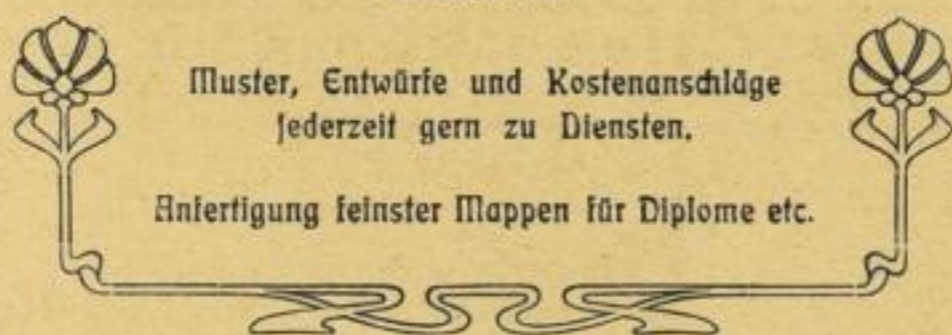 Muster, Entwürfe und Kostenanschläge
jederzeit gern zu Diensten.
Anfertigung feinster Mappen für Diplome etc.